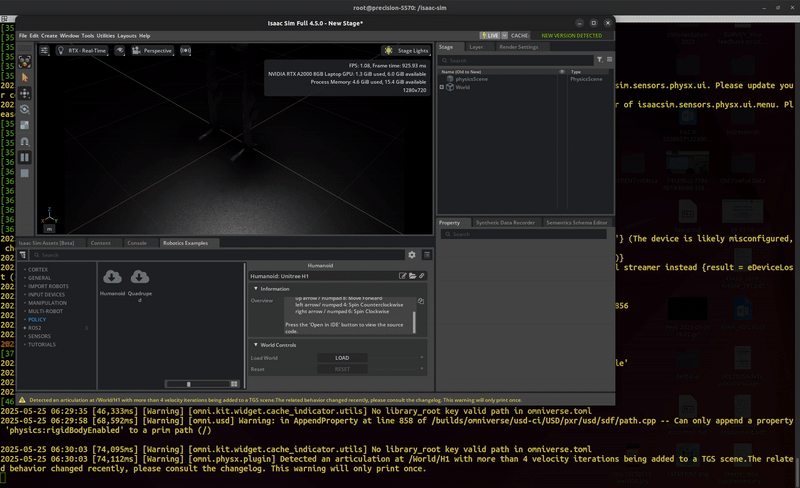 root@precision-5570: /isaac-sim
Isaac Sim Full 4.5.0 - New Stage*
File Edit Create Window Tools Utilities Layouts Help
LIVE CACHE NEW VERSION DETECTED
RTX - Real-Time Perspective Stage Lights
FPS: 1.08, Frame time: 925.93 ms
NVIDIA RTX A2000 8GB Laptop GPU: 1.3 GiB used, 6.0 GiB available
Process Memory: 4.6 GiB used, 15.4 GiB available
1280x720
Stage Layer Render Settings
Search
Name (Old to New) Type
physicsScene PhysicsScene
World
sim.sensors.physx.ui. Please update you
r of isaacsim.sensors.physx.ui.menu. Ple
Property Synthetic Data Recorder Semantics Schema Editor
Search
'} (The device is likely misconfigured,
)}
l streamer instead {result = eDeviceLos
856
le'
Isaac Sim Assets [Beta] Content Console Robotics Examples
Search
CORTEX
GENERAL
IMPORT ROBOTS
INPUT DEVICES
MANIPULATION
MULTI-ROBOT
POLICY
ROS2
SENSORS
TUTORIALS
Humanoid
Quadruped
Humanoid
Humanoid: Unitree H1
Information
Overview
up arrow / numpad 8: Move Forward
left arrow/ numpad 4: Spin Counterclockwise
right arrow / numpad 6: Spin Clockwise
Press the 'Open in IDE' button to view the source
code.
World Controls
Load World LOAD
Reset RESET
Detected an articulation at /World/H1 with more than 4 velocity iterations being added to a TGS scene.The related behavior changed recently, please consult the changelog. This warning will only print once.
2025-05-25 06:29:35 [46,333ms] [Warning] [omni.kit.widget.cache_indicator.utils] No library_root key valid path in omniverse.toml
2025-05-25 06:29:58 [68,592ms] [Warning] [omni.usd] Warning: in AppendProperty at line 858 of /builds/omniverse/usd-ci/USD/pxr/usd/sdf/path.cpp -- Can only append a property
'physics:rigidBodyEnabled' to a prim path (/)
2025-05-25 06:30:03 [74,095ms] [Warning] [omni.kit.widget.cache_indicator.utils] No library_root key valid path in omniverse.toml
2025-05-25 06:30:03 [74,112ms] [Warning] [omni.physx.plugin] Detected an articulation at /World/H1 with more than 4 velocity iterations being added to a TGS scene.The relate
d behavior changed recently, please consult the changelog. This warning will only print once.